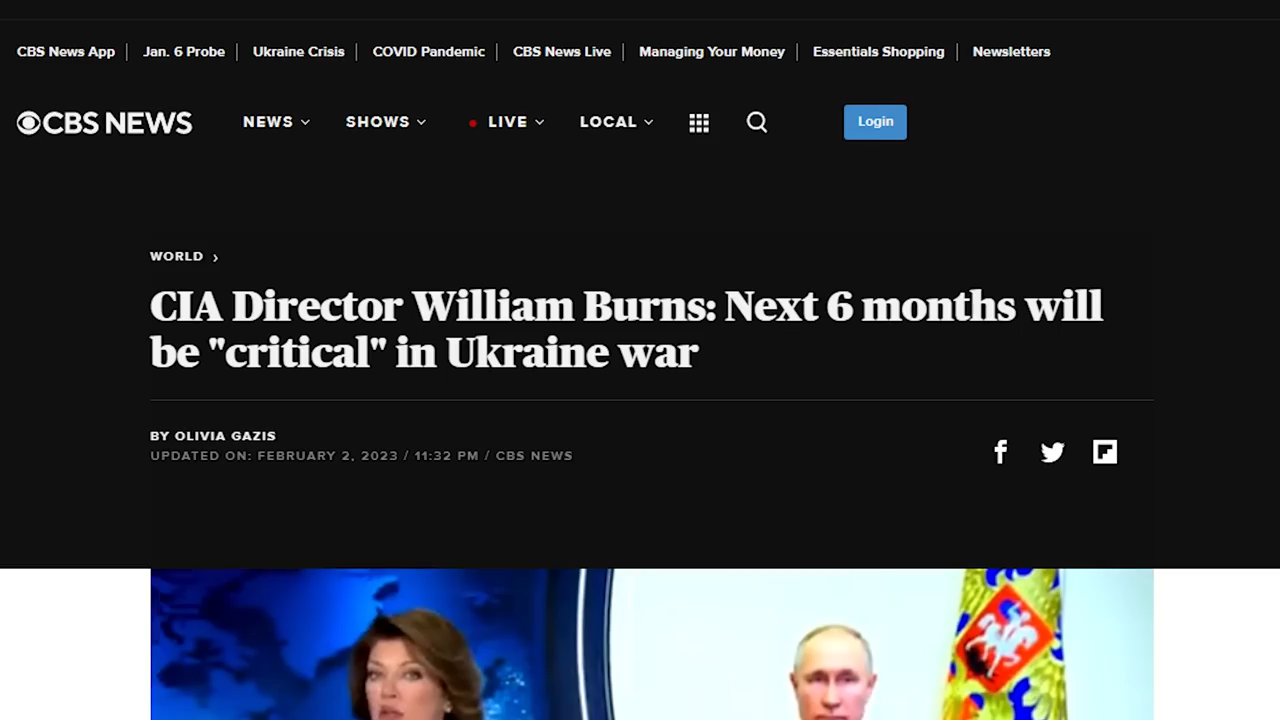 CBS News App
Jan. 6 Probe
Ukraine Crisis
COVID Pandemic
CBS News Live
Managing Your Money
Essentials Shopping
Newsletters
CBS NEWS
NEWS
SHOWS
LIVE
LOCAL
Login
WORLD ›
CIA Director William Burns: Next 6 months will
be "critical" in Ukraine war
BY OLIVIA GAZIS
UPDATED ON: FEBRUARY 2, 2023 / 11:32 PM / CBS NEWS